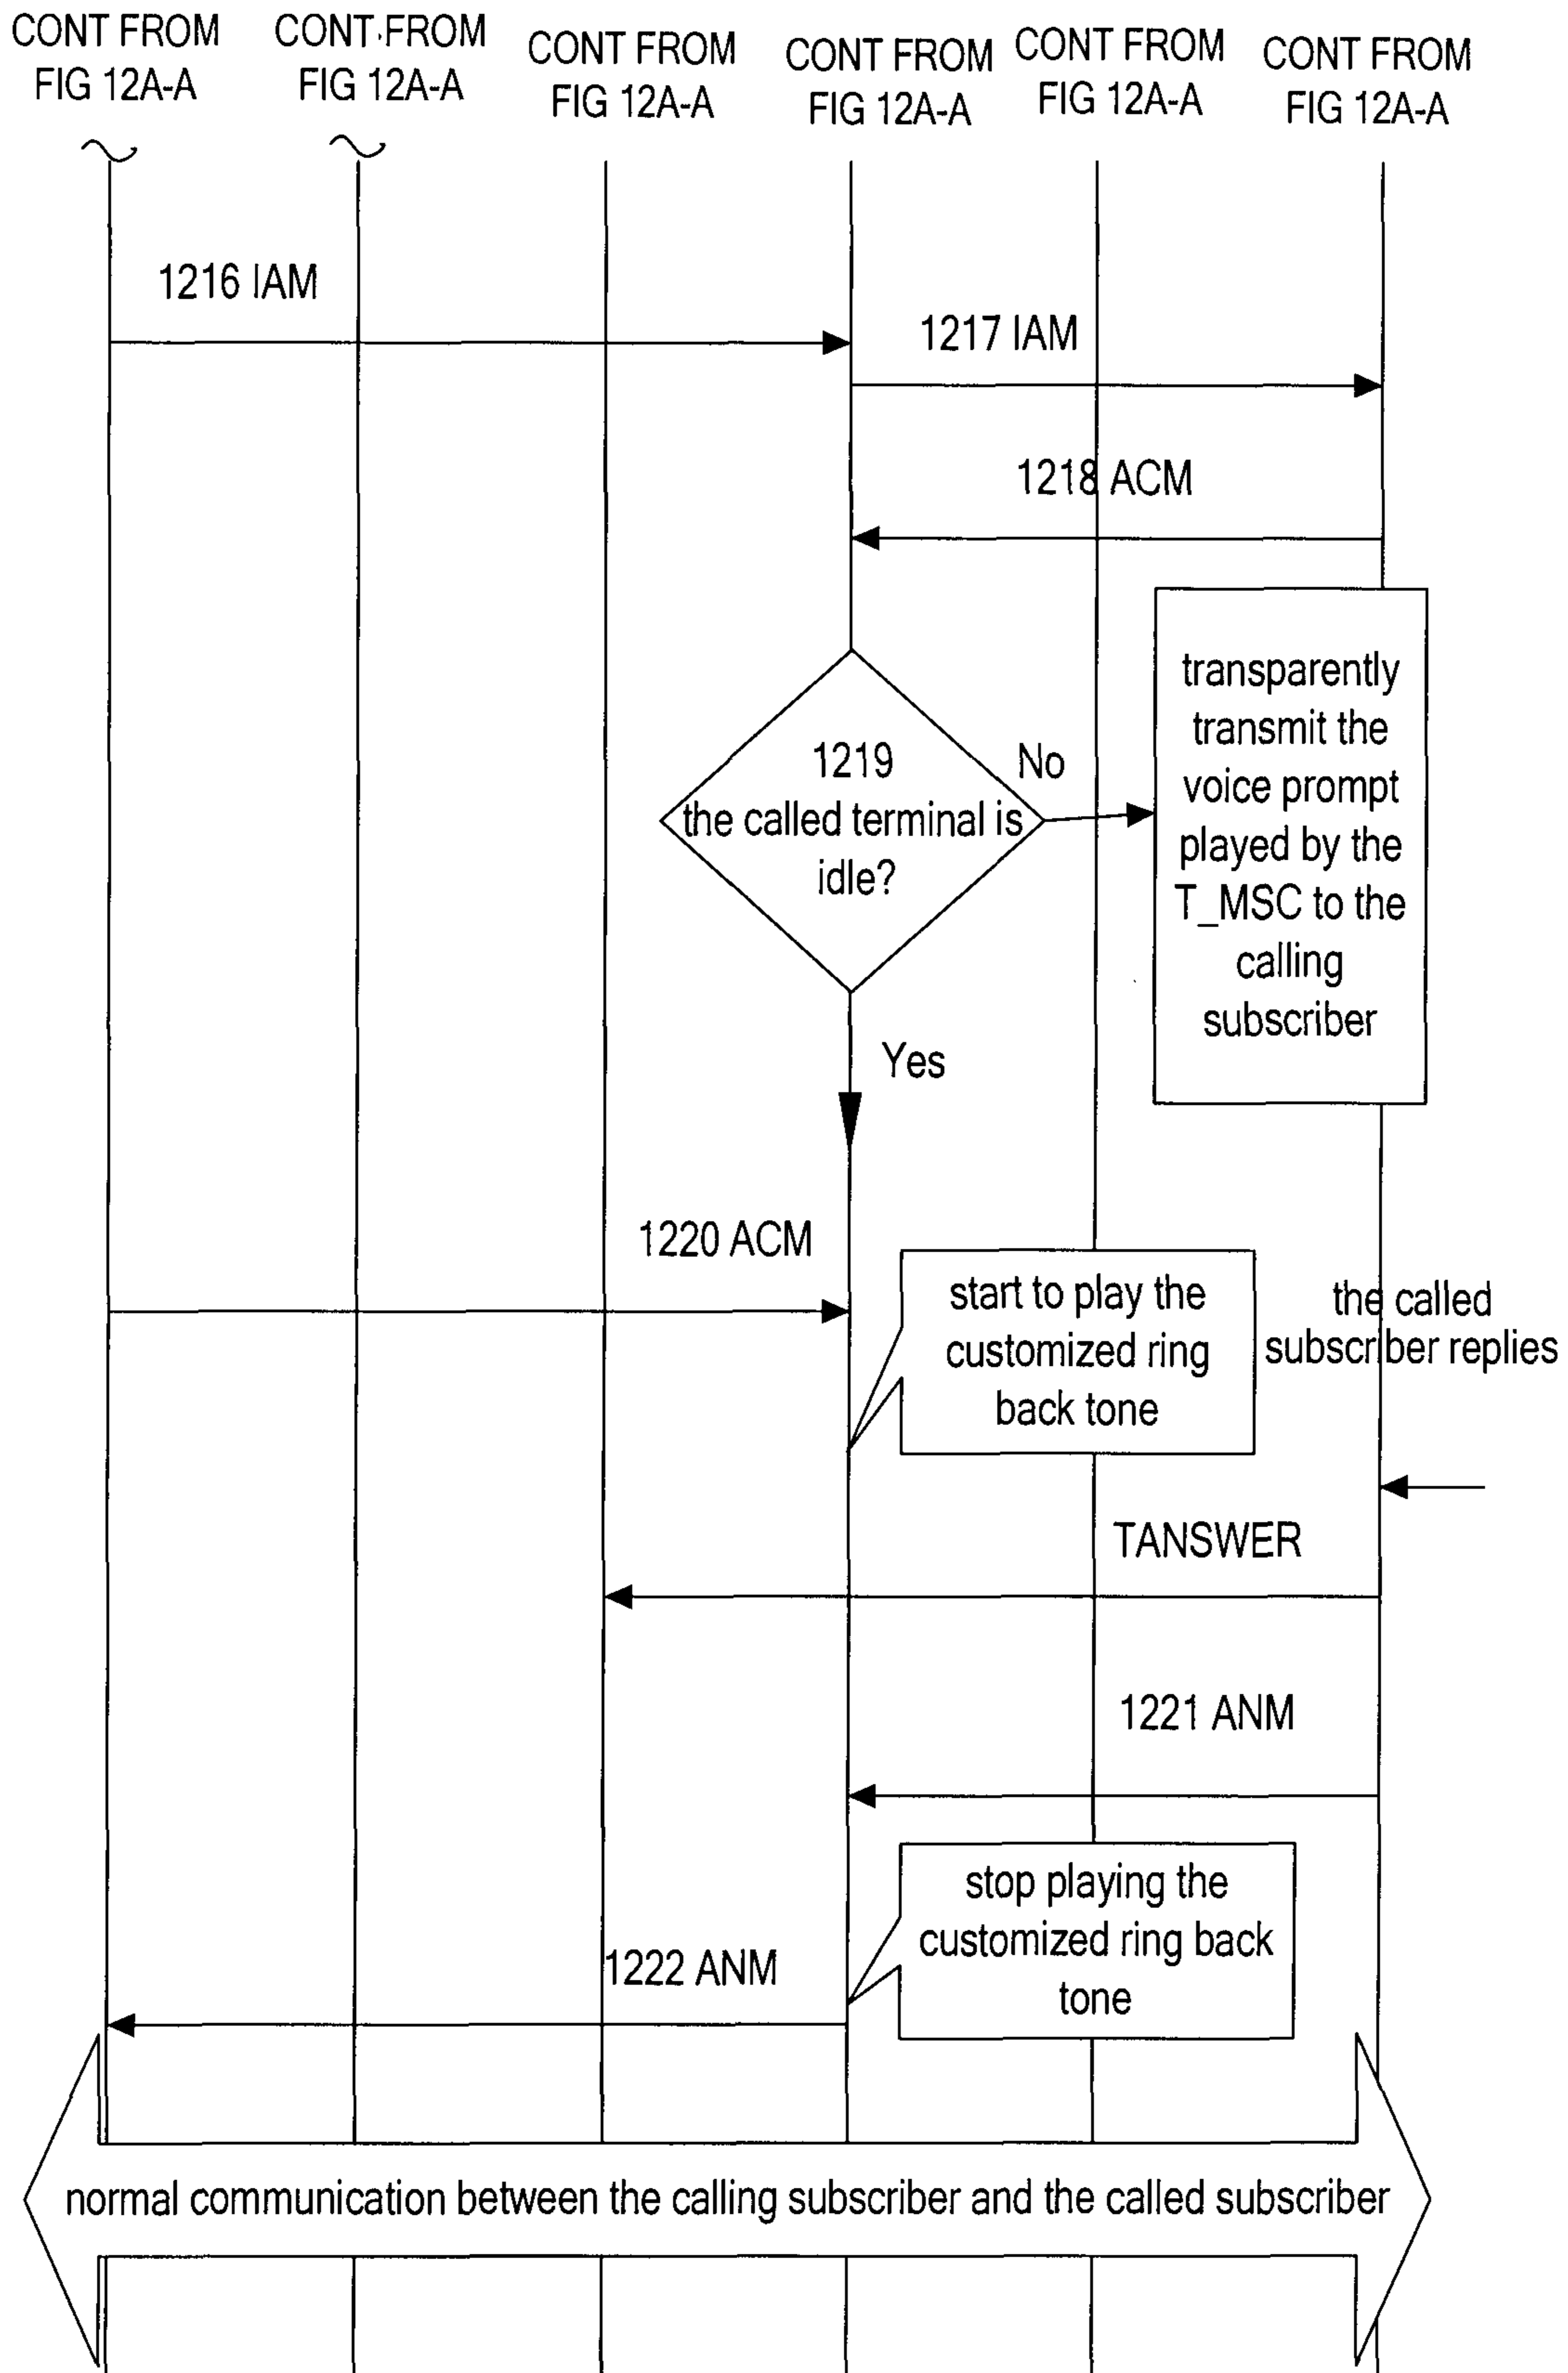 CONT FROM
FIG 12A-A
CONT FROM
FIG 12A-A
CONT FROM
FIG 12A-A
CONT FROM
FIG 12A-A
CONT FROM
FIG 12A-A
CONT FROM
FIG 12A-A
1216 IAM
1217 IAM
1218 ACM
1219
the called terminal is
idle?
No
transparently
transmit the
voice prompt
played by the
T_MSC to the
calling
subscriber
Yes
1220 ACM
start to play the
customized ring
back tone
the called
subscriber replies
TANSWER
1221 ANM
stop playing the
customized ring back
tone
1222 ANM
normal communication between the calling subscriber and the called subscriber